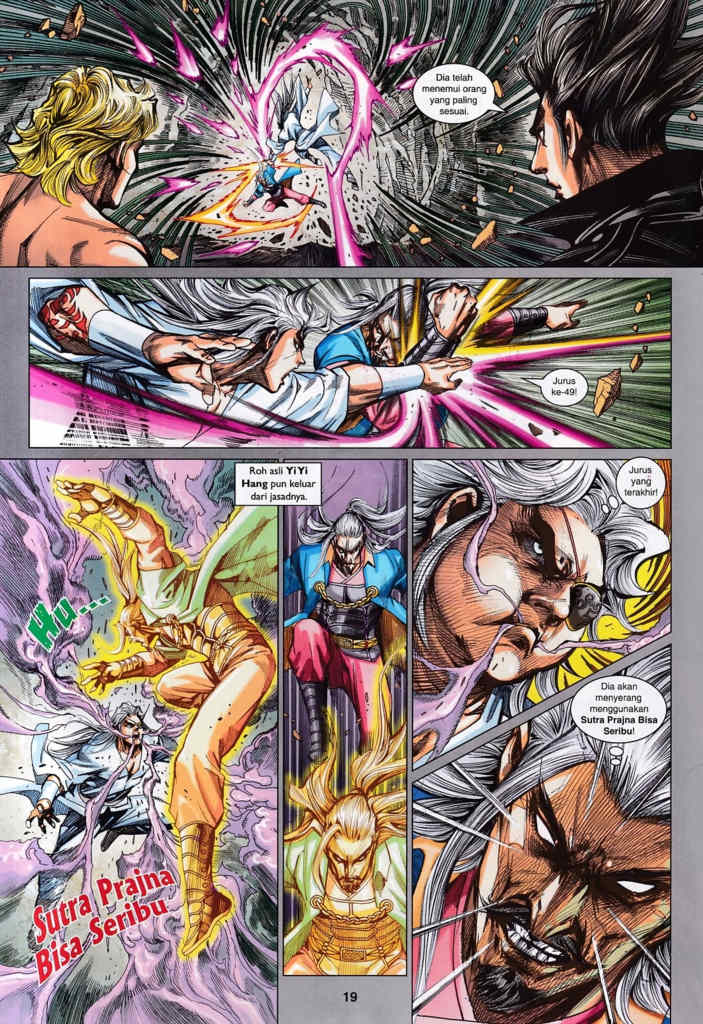 Dia telah
menemui orang
yang paling
sesuai.
Jurus
ke-49!
Roh asli YiYi
Hang pun keluar
dari jasadnya.
Jurus
yang
terakhir!
Hu...
Dia akan
menyerang
menggunakan
Sutra Prajna Bisa
Seribu!
Sutra Prajna
Bisa Seribu
19